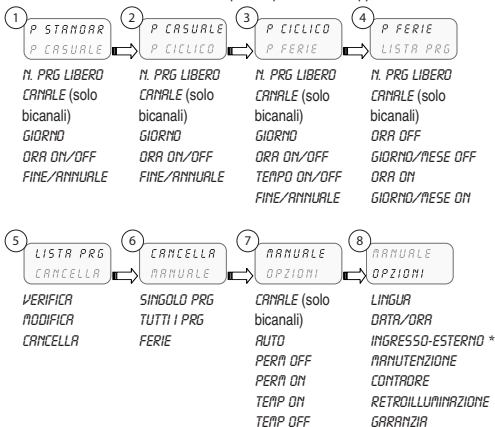 1
P STANDAR
P CASUALE
N. PRG LIBERO
CANALE (solo
bicanali)
GIORNO
ORA ON/OFF
FINE/ANNUALE
2
P CASUALE
P CICLICO
N. PRG LIBERO
CANALE (solo
bicanali)
GIORNO
ORA ON/OFF
FINE/ANNUALE
3
P CICLICO
P FERIE
N. PRG LIBERO
CANALE (solo
bicanali)
GIORNO
ORA ON/OFF
TEMPO ON/OFF
FINE/ANNUALE
4
P FERIE
LISTA PRG
N. PRG LIBERO
CANALE (solo
bicanali)
ORA OFF
GIORNO/MESE OFF
ORA ON
GIORNO/MESE ON
5
LISTA PRG
CANCELLA
VERIFICA
MODIFICA
CANCELLA
6
CANCELLA
MANUALE
SINGOLO PRG
TUTTI I PRG
FERIE
7
MANUALE
OPZIONI
CANALE (solo
bicanali)
AUTO
PERM OFF
PERM ON
TEMP ON
TEMP OFF
8
MANUALE
OPZIONI
LINGUA
DATA/ORA
INGRESSO-ESTERNO *
MANUTENZIONE
CONTAORE
RETROILLUMINAZIONE
GARANZIA